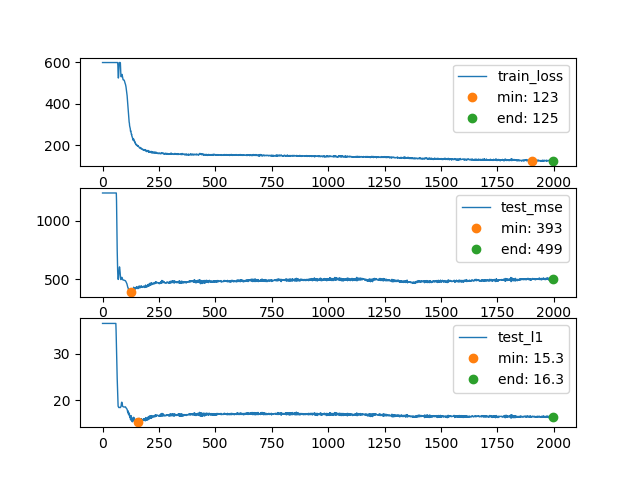 600
400
200
train_loss
min: 123
end: 125
0 250 500 750 1000 1250 1500 1750 2000
1000
500
test_mse
min: 393
end: 499
0 250 500 750 1000 1250 1500 1750 2000
30
20
test_l1
min: 15.3
end: 16.3
0 250 500 750 1000 1250 1500 1750 2000